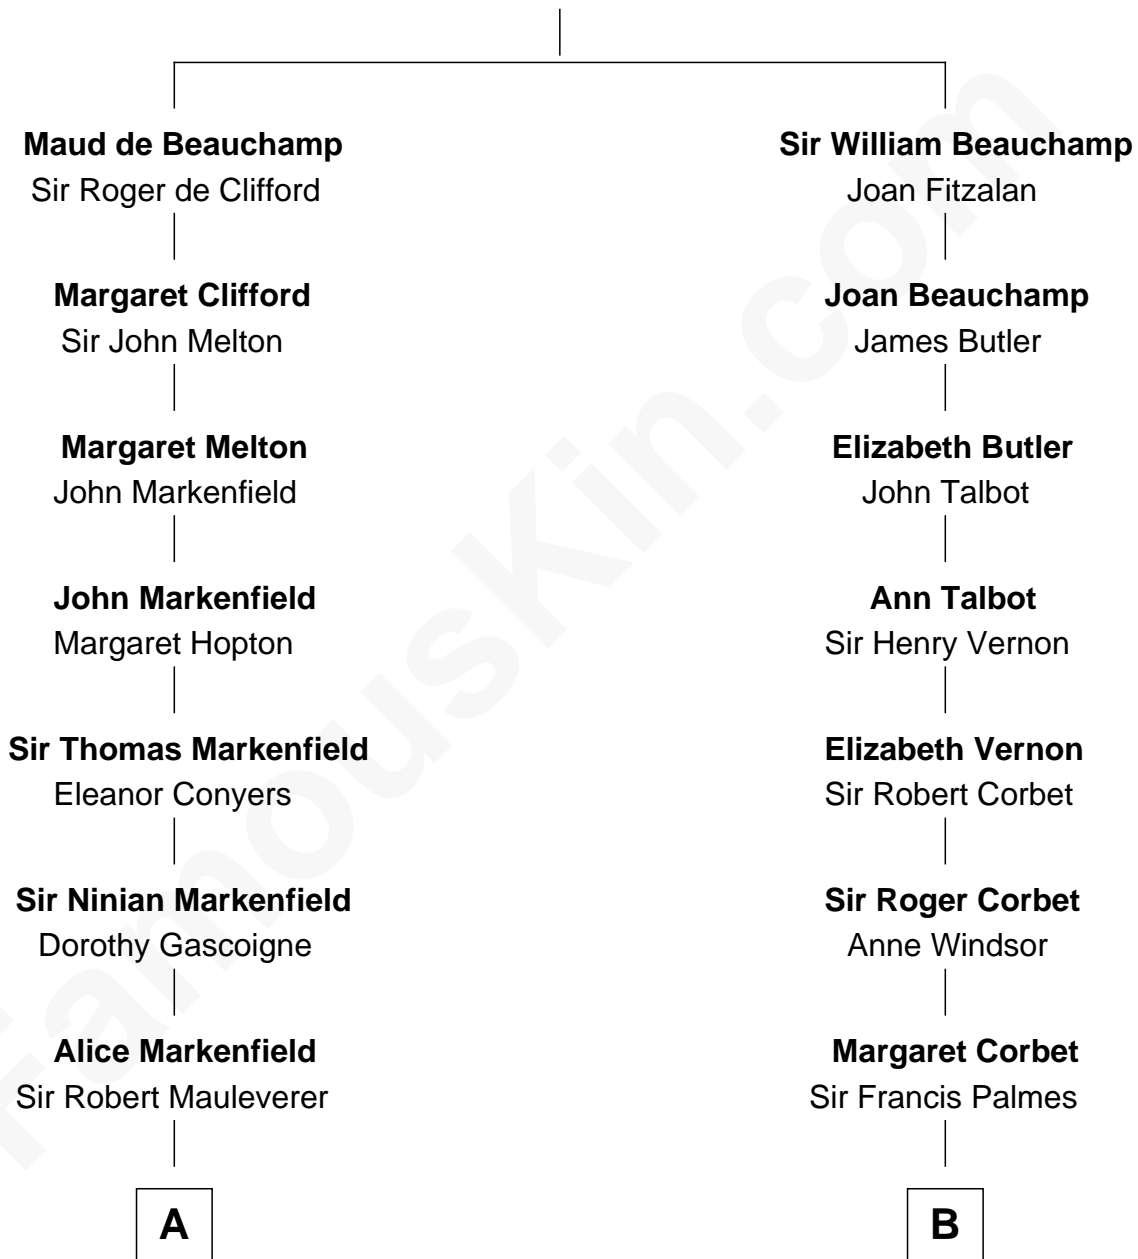 Maud de Beauchamp
Sir Roger de Clifford
Margaret Clifford
Sir John Melton
Margaret Melton
John Markenfield
John Markenfield
Margaret Hopton
Sir Thomas Markenfield
Eleanor Conyers
Sir Ninian Markenfield
Dorothy Gascoigne
Alice Markenfield
Sir Robert Mauleverer
A
Sir William Beauchamp
Joan Fitzalan
Joan Beauchamp
James Butler
Elizabeth Butler
John Talbot
Ann Talbot
Sir Henry Vernon
Elizabeth Vernon
Sir Robert Corbet
Sir Roger Corbet
Anne Windsor
Margaret Corbet
Sir Francis Palmes
B
FamousKin.com